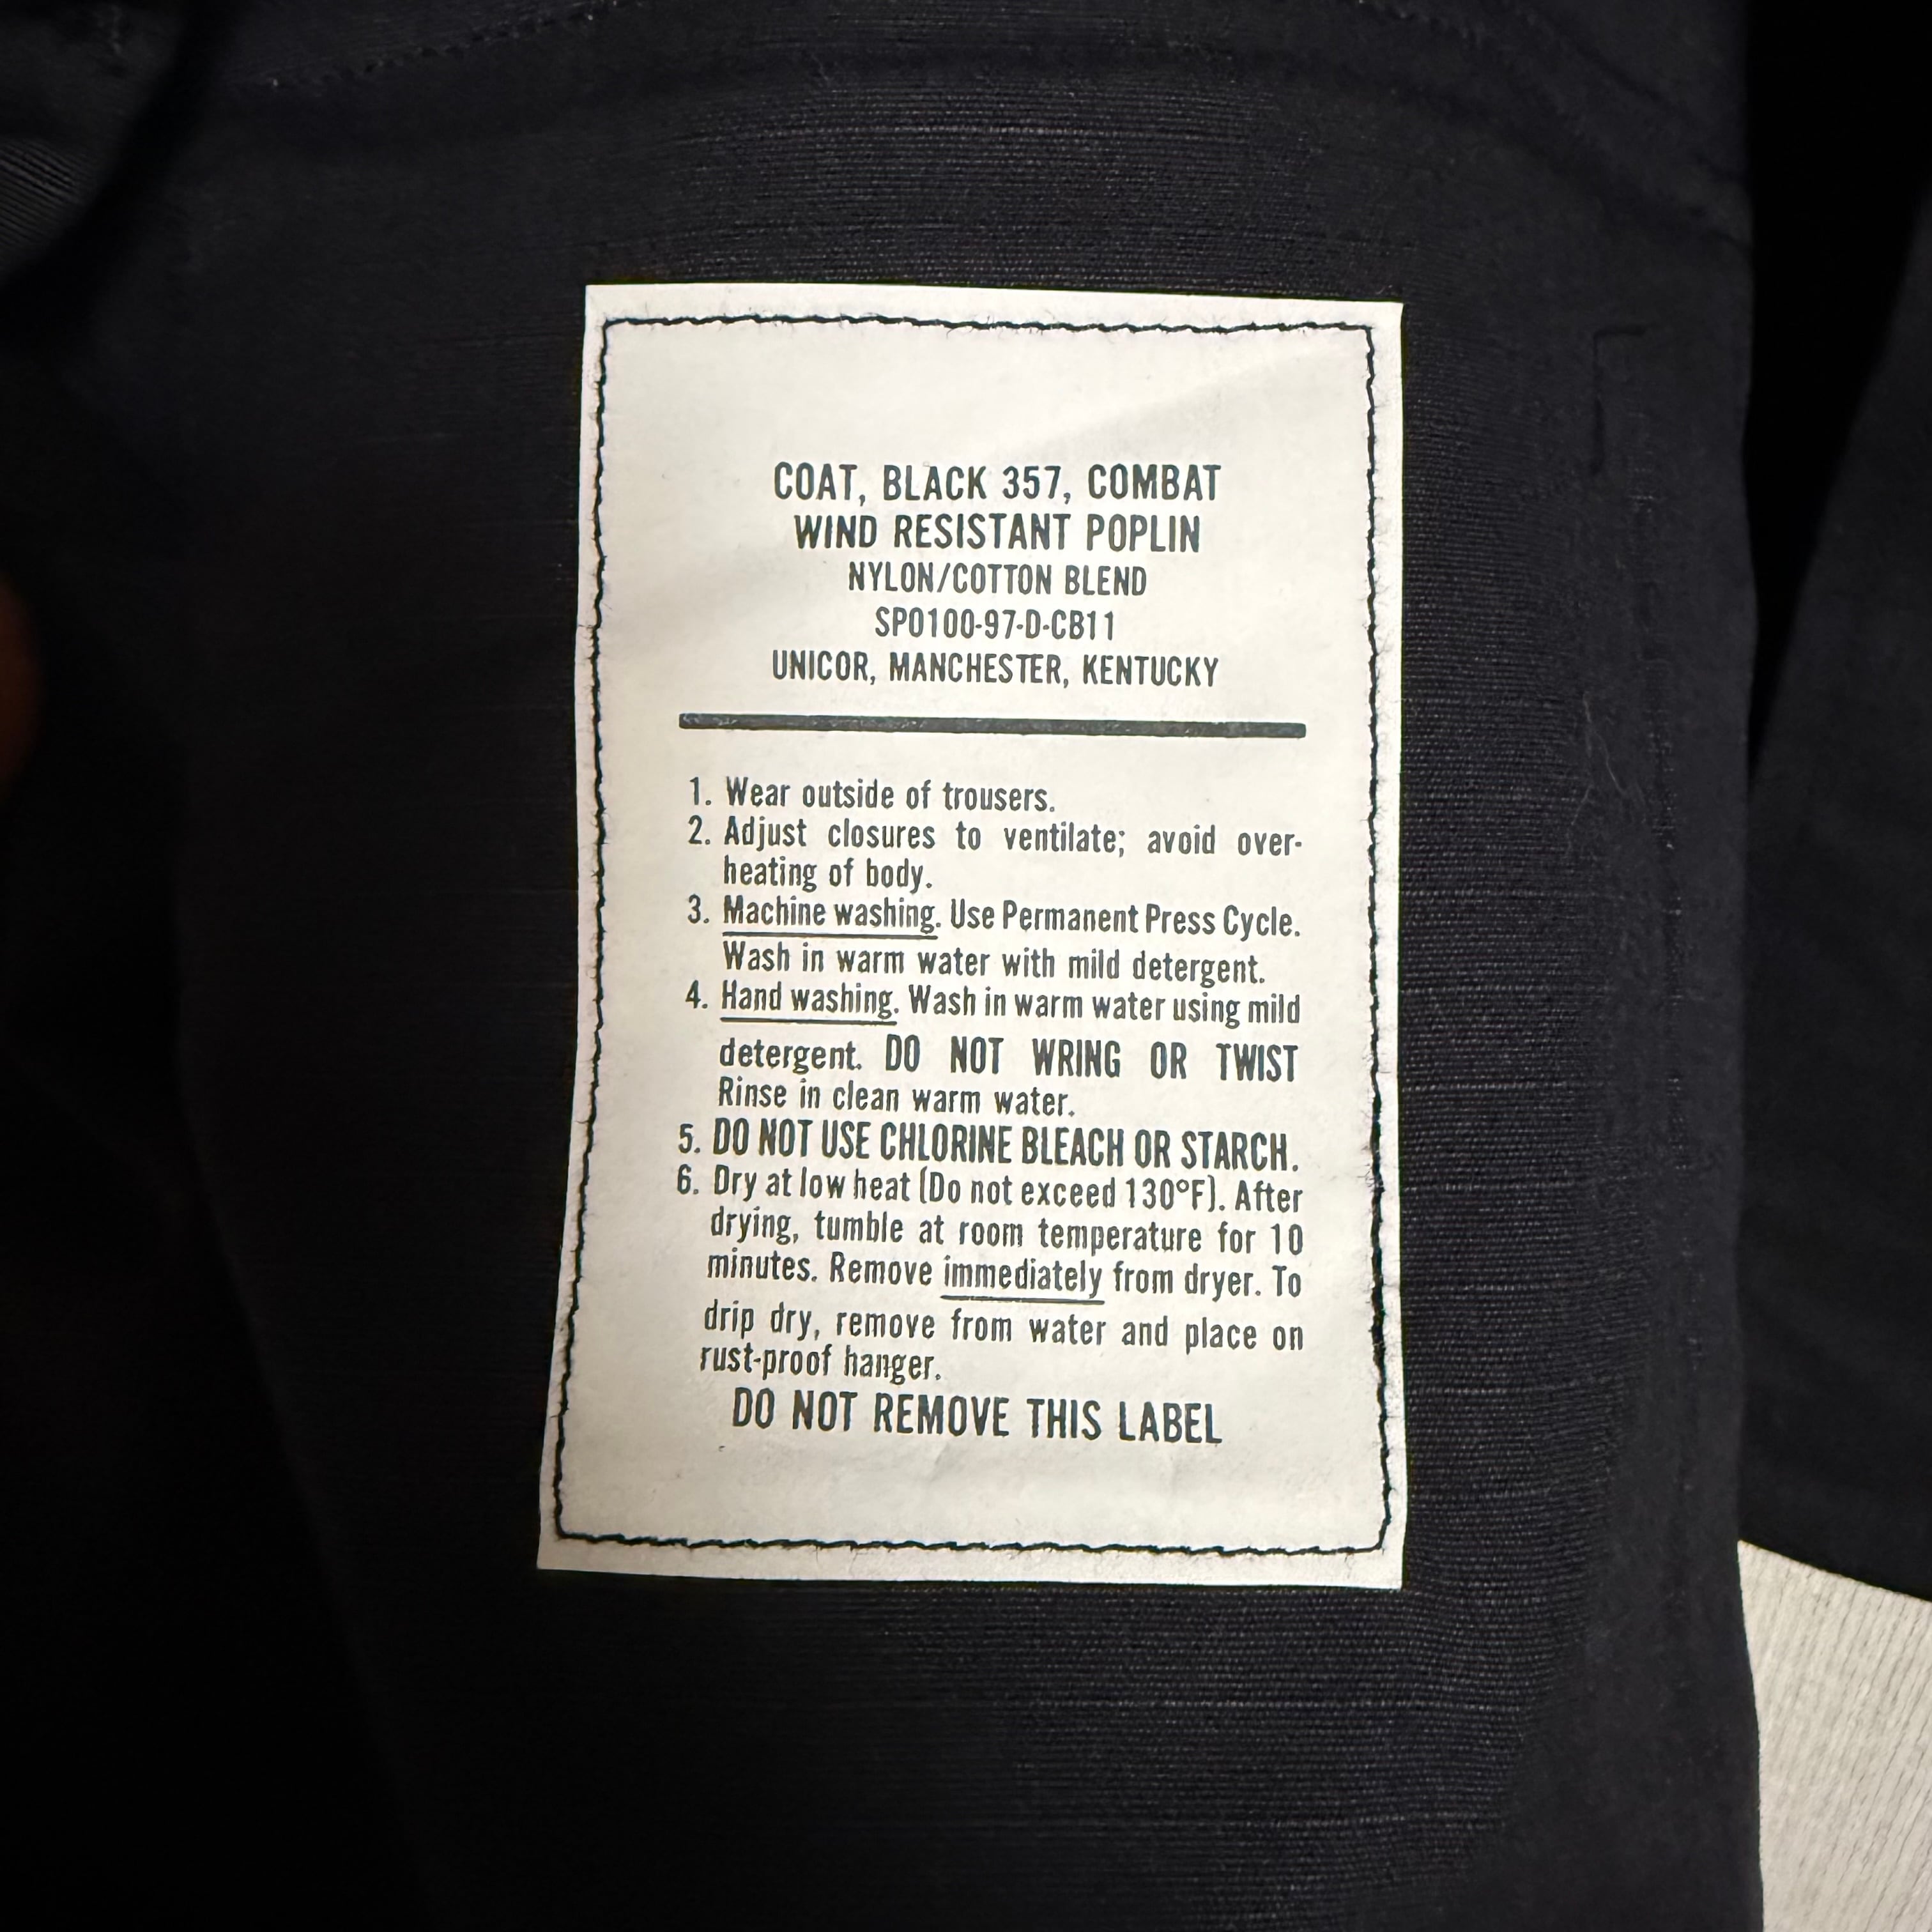 COAT, BLACK 357, COMBAT
WIND RESISTANT POPLIN
NYLON/COTTON BLEND
SPO100-97-D-CB11
UNICOR, MANCHESTER, KENTUCKY
1. Wear outside of trousers.
2. Adjust closures to ventilate; avoid over-
heating of body.
3. Machine washing. Use Permanent Press Cycle.
Wash in warm water with mild detergent.
4. Hand washing. Wash in warm water using mild
detergent. DO NOT WRING OR TWIST
Rinse in clean warm water.
5. DO NOT USE CHLORINE BLEACH OR STARCH.
6. Dry at low heat (Do not exceed 130°F). After
drying, tumble at room temperature for 10
minutes. Remove immediately from dryer. To
drip dry, remove from water and place on
rust-proof hanger.
DO NOT REMOVE THIS LABEL